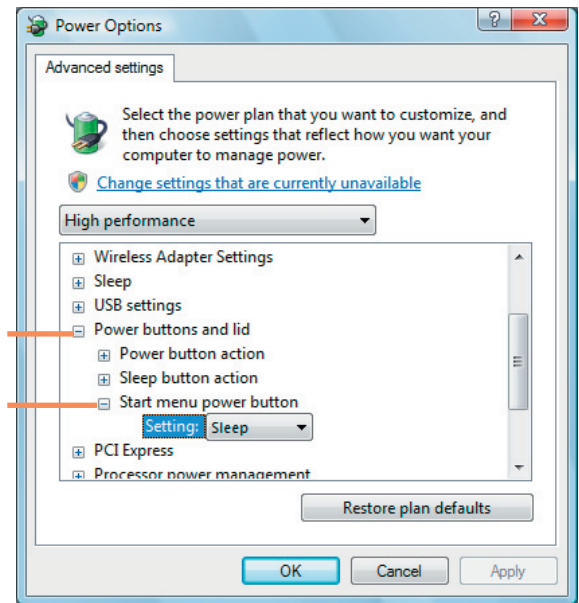 Power Options
Advanced settings
Select the power plan that you want to customize, and
then choose settings that reflect how you want your
computer to manage power.
Change settings that are currently unavailable
High performance
Wireless Adapter Settings
Sleep
USB settings
Power buttons and lid
Power button action
Sleep button action
Start menu power button
Setting: Sleep
PCI Express
Processor power management
Restore plan defaults
OK Cancel Apply